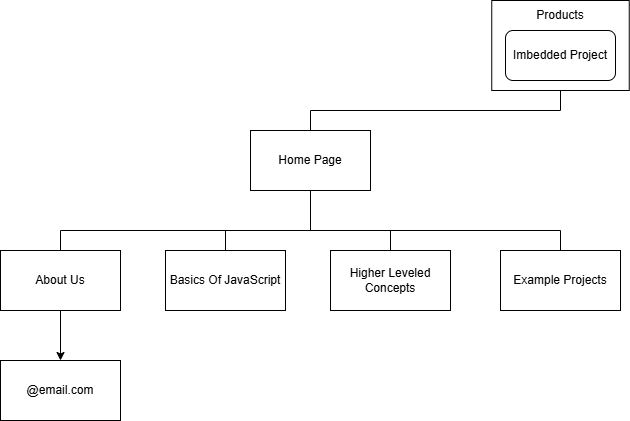 Products
Imbedded Project
Home Page
About Us
Basics Of JavaScript
Higher Leveled
Concepts
Example Projects
@email.com